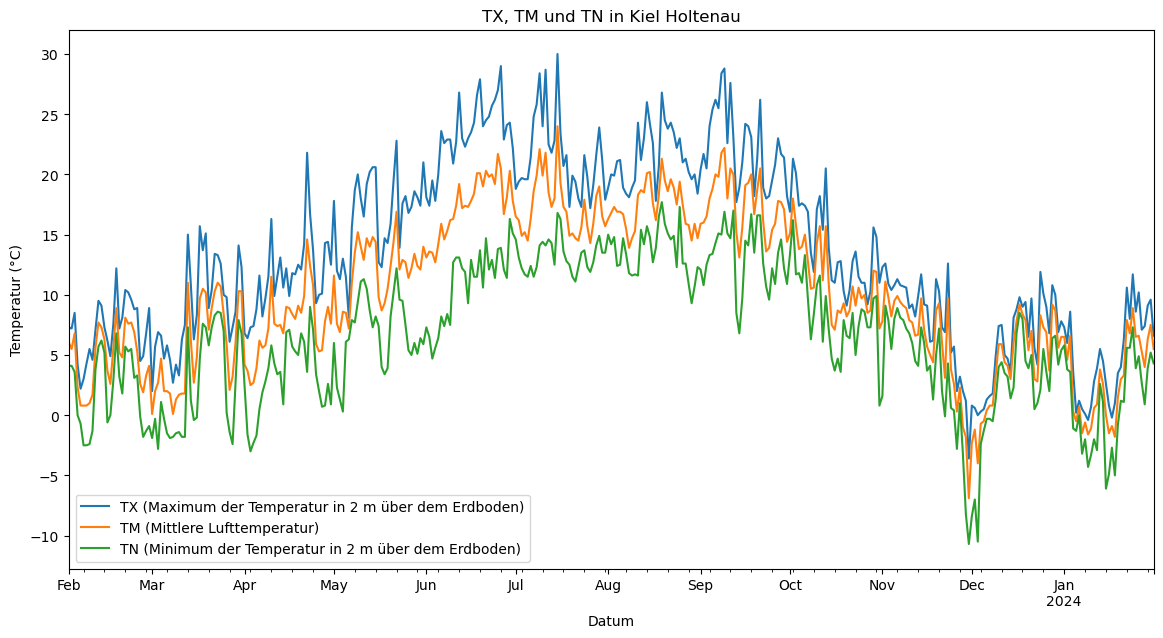 TX, TM und TN in Kiel Holtenau
Temperatur (°C)
30
25
20
15
10
5
0
−5
−10
TX (Maximum der Temperatur in 2 m über dem Erdboden)
TM (Mittlere Lufttemperatur)
TN (Minimum der Temperatur in 2 m über dem Erdboden)
Feb Mar Apr May Jun Jul Aug Sep Oct Nov Dec Jan
2024
Datum